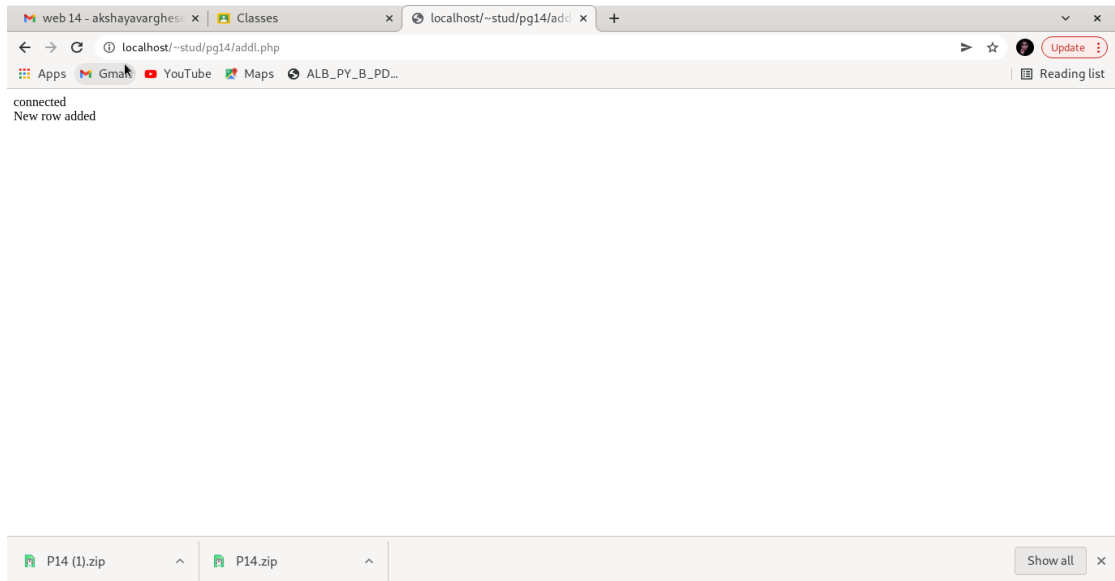 web 14 - akshayavarghese
Classes
localhost/~stud/pg14/add
localhost/~stud/pg14/addl.php
Update
Apps
Gmail
YouTube
Maps
ALB_PY_B_PD...
Reading list
connected
New row added
P14 (1).zip
P14.zip
Show all